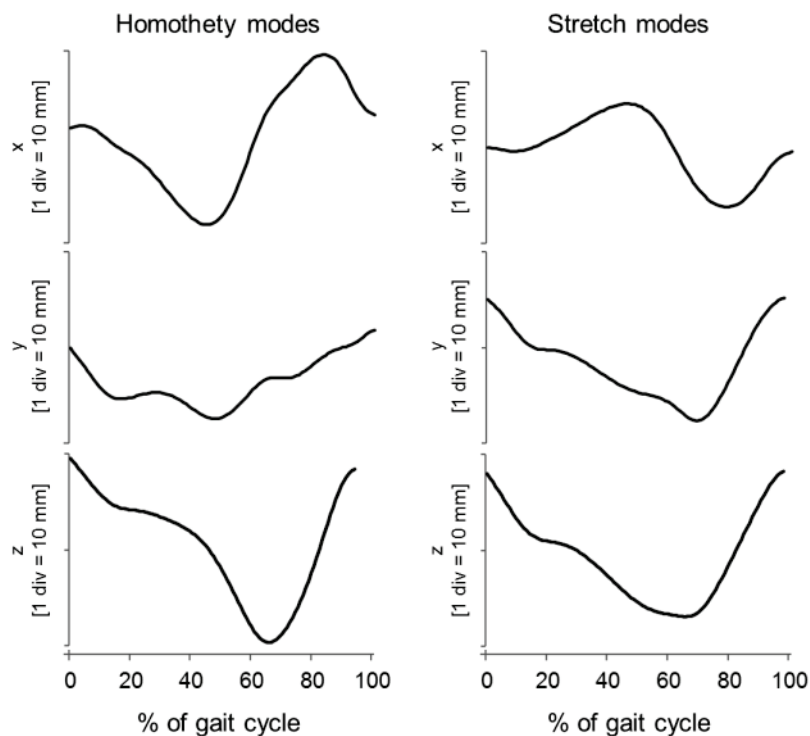 Homothety modes
Stretch modes
x
[1 div = 10 mm]
x
[1 div = 10 mm]
y
[1 div = 10 mm]
y
[1 div = 10 mm]
z
[1 div = 10 mm]
z
[1 div = 10 mm]
0 20 40 60 80 100
0 20 40 60 80 100
% of gait cycle
% of gait cycle